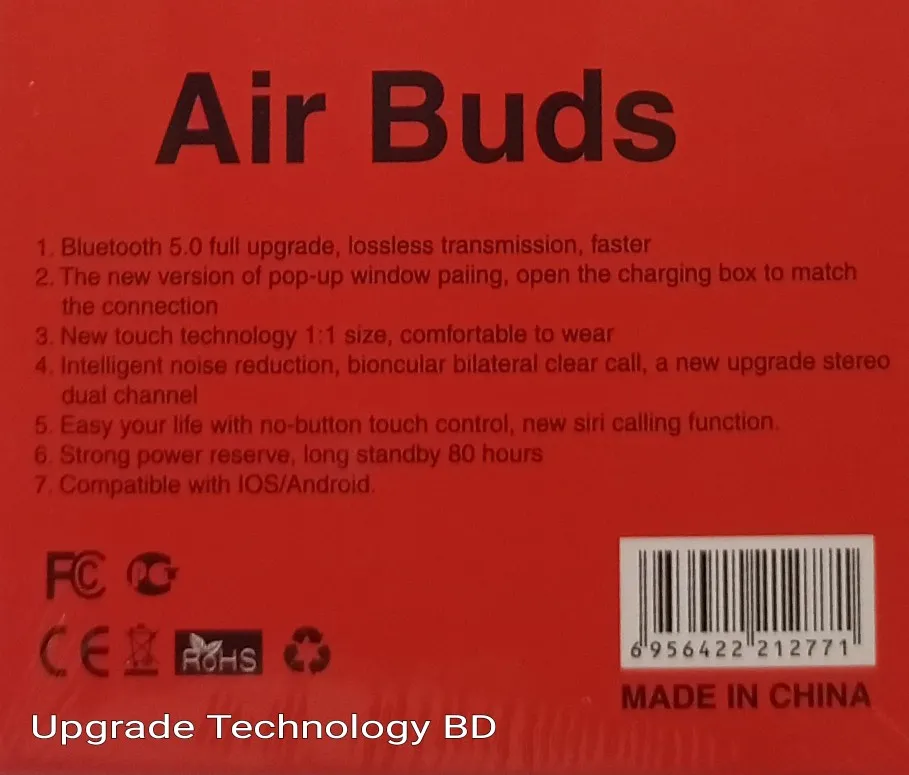 Air Buds
1. Bluetooth 5.0 full upgrade, lossless transmission, faster
2. The new version of pop-up window paiing, open the charging box to match
the connection
3. New touch technology 1:1 size, comfortable to wear
4. Intelligent noise reduction, bioncular bilateral clear call, a new upgrade stereo
dual channel
5. Easy your life with no-button touch control, new siri calling function.
6. Strong power reserve, long standby 80 hours
7. Compatible with IOS/Android.
FC
CE RoHS
6 956422 212771
MADE IN CHINA
Upgrade Technology BD